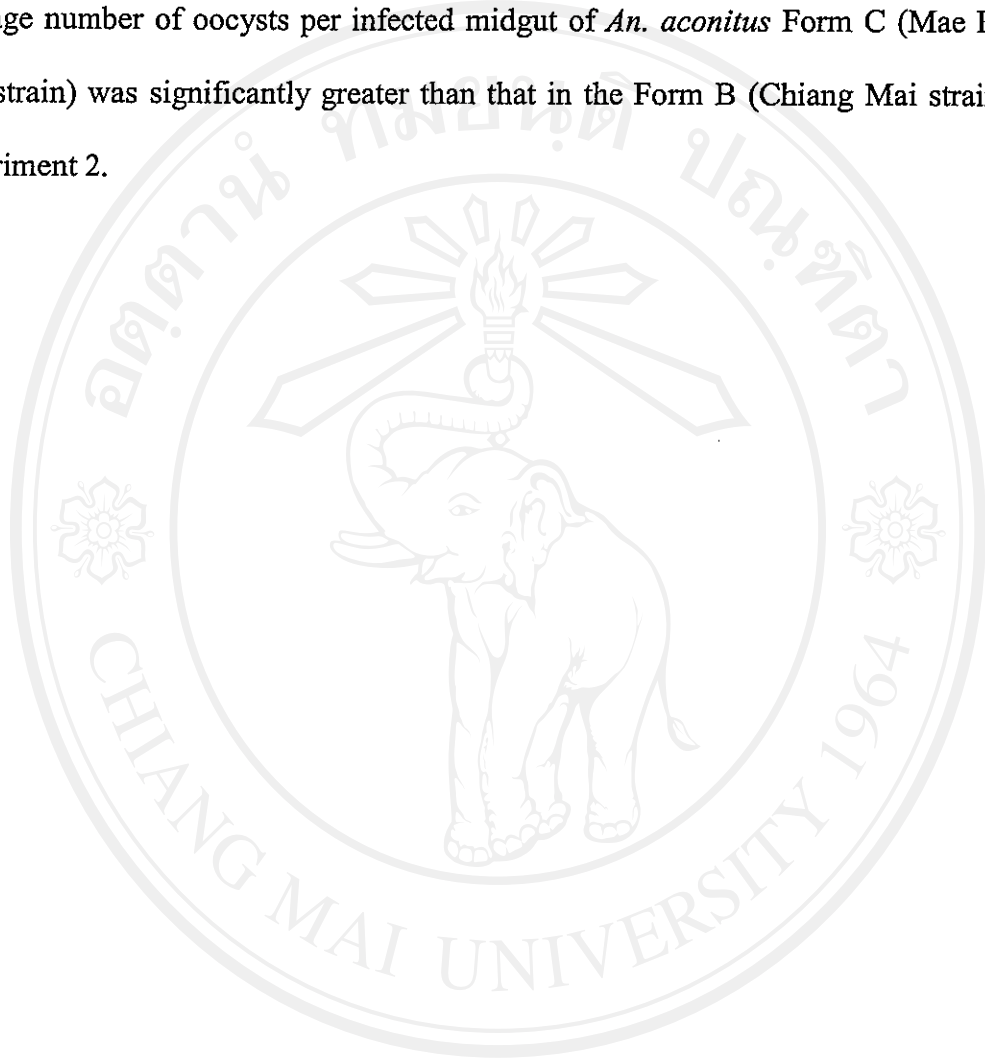 ge number of oocysts per infected midgut of An. aconitus Form C (Mae
strain) was significantly greater than that in the Form B (Chiang Mai
riment 2.
CHIANG MAI UNIVERSITY 1964